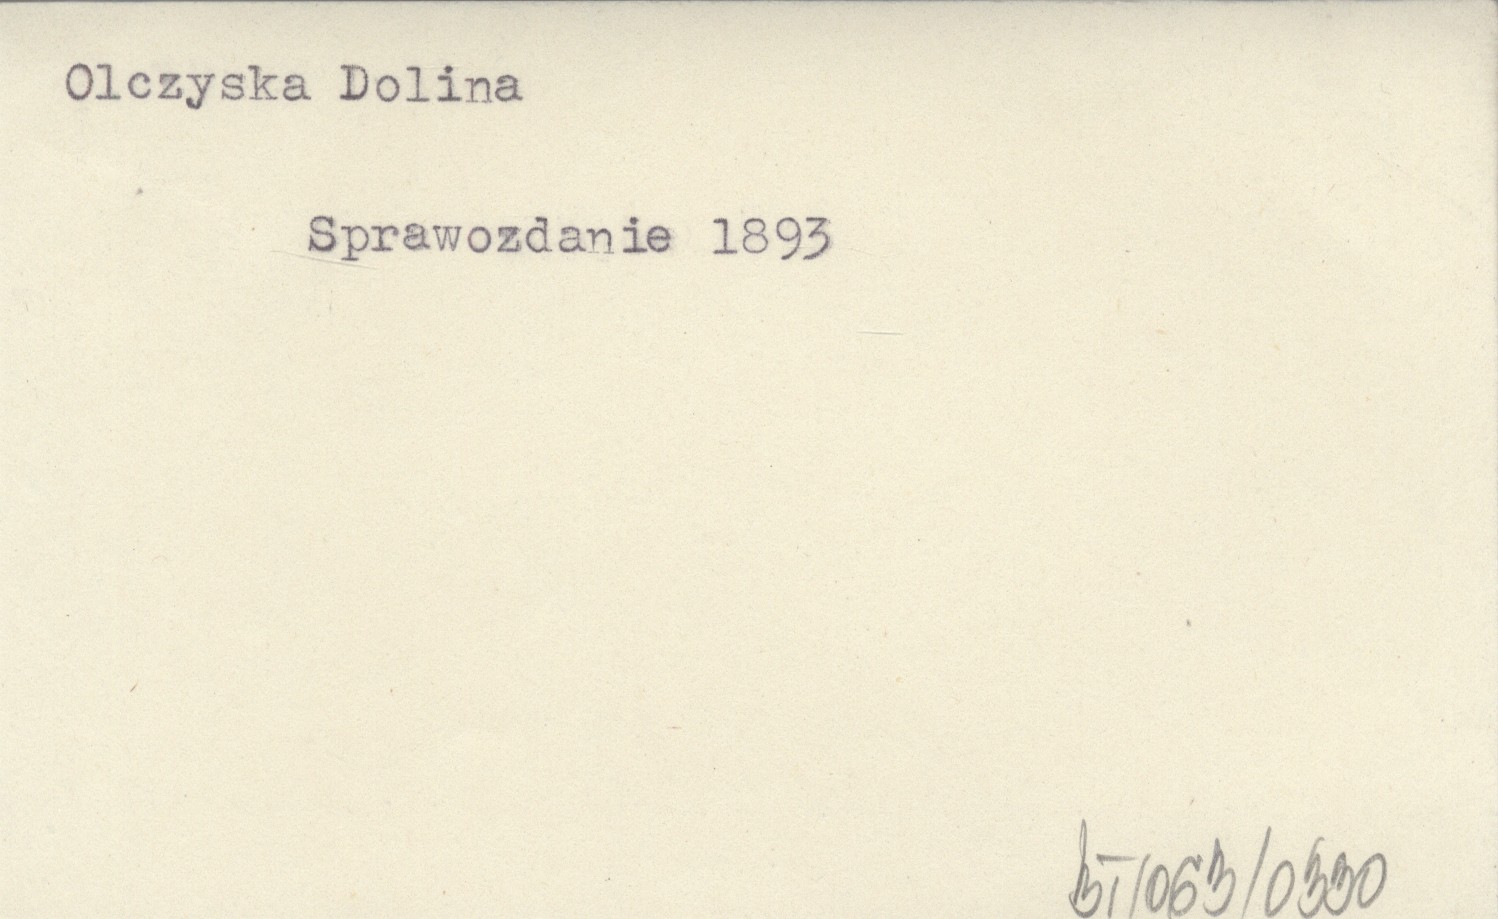 Olczyska Dolina
Sprawozdanie 1893
BT/063/0330